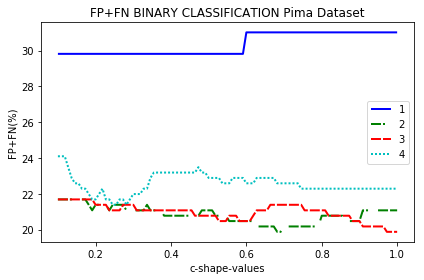 FP+FN BINARY CLASSIFICATION Pima Dataset
FP+FN(%)
30
28
26
24
22
20
1
2
3
4
0.2 0.4 0.6 0.8 1.0
c-shape-values